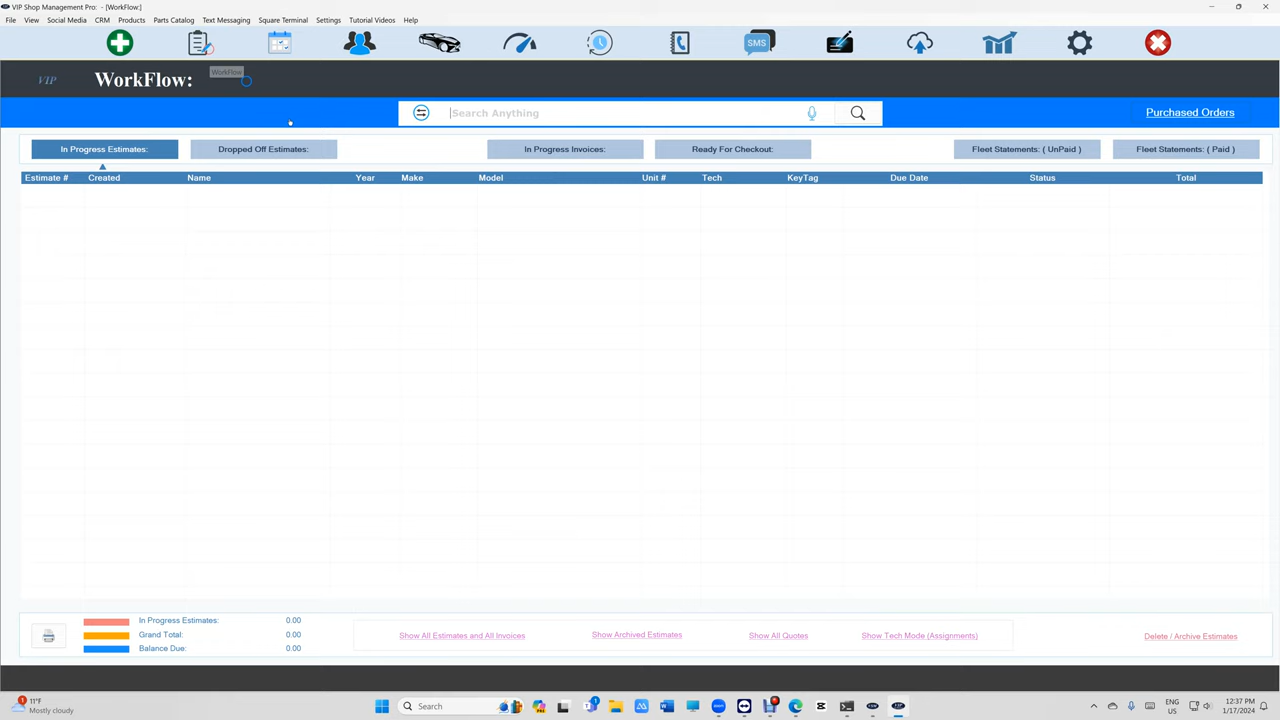 VIP Shop Management Pro: - [WorkFlow:]
File View Social Media CRM Products Parts Catalog Text Messaging Square Terminal Settings Tutorial Videos Help
SMS
VIP WorkFlow: WorkFlow
Search Anything Purchased Orders
In Progress Estimates: Dropped Off Estimates: In Progress Invoices: Ready For Checkout: Fleet Statements: ( UnPaid ) Fleet Statements: ( Paid )
Estimate # Created Name Year Make Model Unit # Tech KeyTag Due Date Status Total
In Progress Estimates: 0.00
Grand Total: 0.00
Balance Due: 0.00
Show All Estimates and All Invoices Show Archived Estimates Show All Quotes Show Tech Mode (Assignments) Delete / Archive Estimates
1 11°F
Mostly cloudy
Search
ENG
US
12:37 PM
1/17/2024